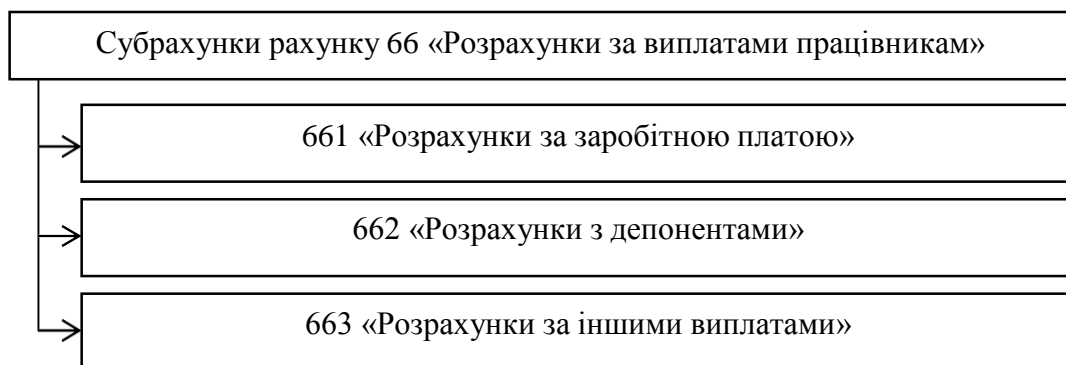 Субрахунки рахунку 66 «Розрахунки за виплатами працівникам»
661 «Розрахунки за заробітною платою»
662 «Розрахунки з депонентами»
663 «Розрахунки за іншими виплатами»